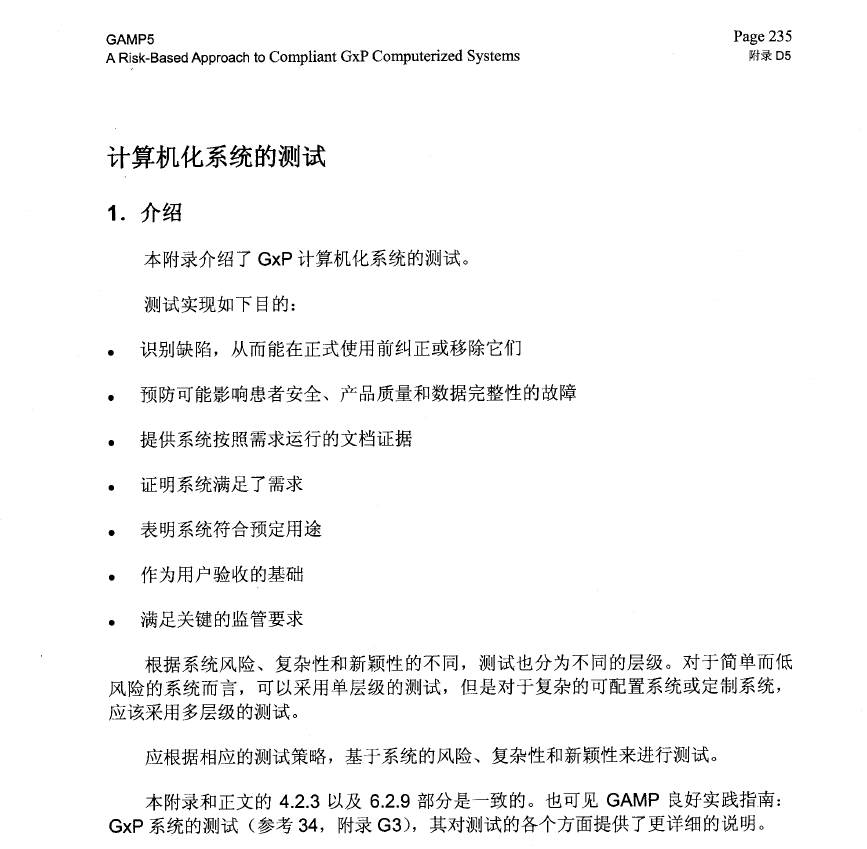 GAMP5
Page 235
A Risk-Based Approach to Compliant GxP Computerized Systems
附录 D5
计算机化系统的测试
1. 介绍
本附录介绍了 GxP 计算机化系统的测试。
测试实现如下目的：
• 识别缺陷，从而能在正式使用前纠正或移除它们
• 预防可能影响患者安全、产品质量和数据完整性的故障
• 提供系统按照需求运行的文档证据
• 证明系统满足了需求
• 表明系统符合预定用途
• 作为用户验收的基础
• 满足关键的监管要求
根据系统风险、复杂性和新颖性的不同，测试也分为不同的层级。对于简单而低
风险的系统而言，可以采用单层级的测试，但是对于复杂的可配置系统或定制系统，
应该采用多层级的测试。
应根据相应的测试策略，基于系统的风险、复杂性和新颖性来进行测试。
本附录和正文的 4.2.3 以及 6.2.9 部分是一致的。也可见 GAMP 良好实践指南：
GxP 系统的测试（参考 34，附录 G3），其对测试的各个方面提供了更详细的说明。